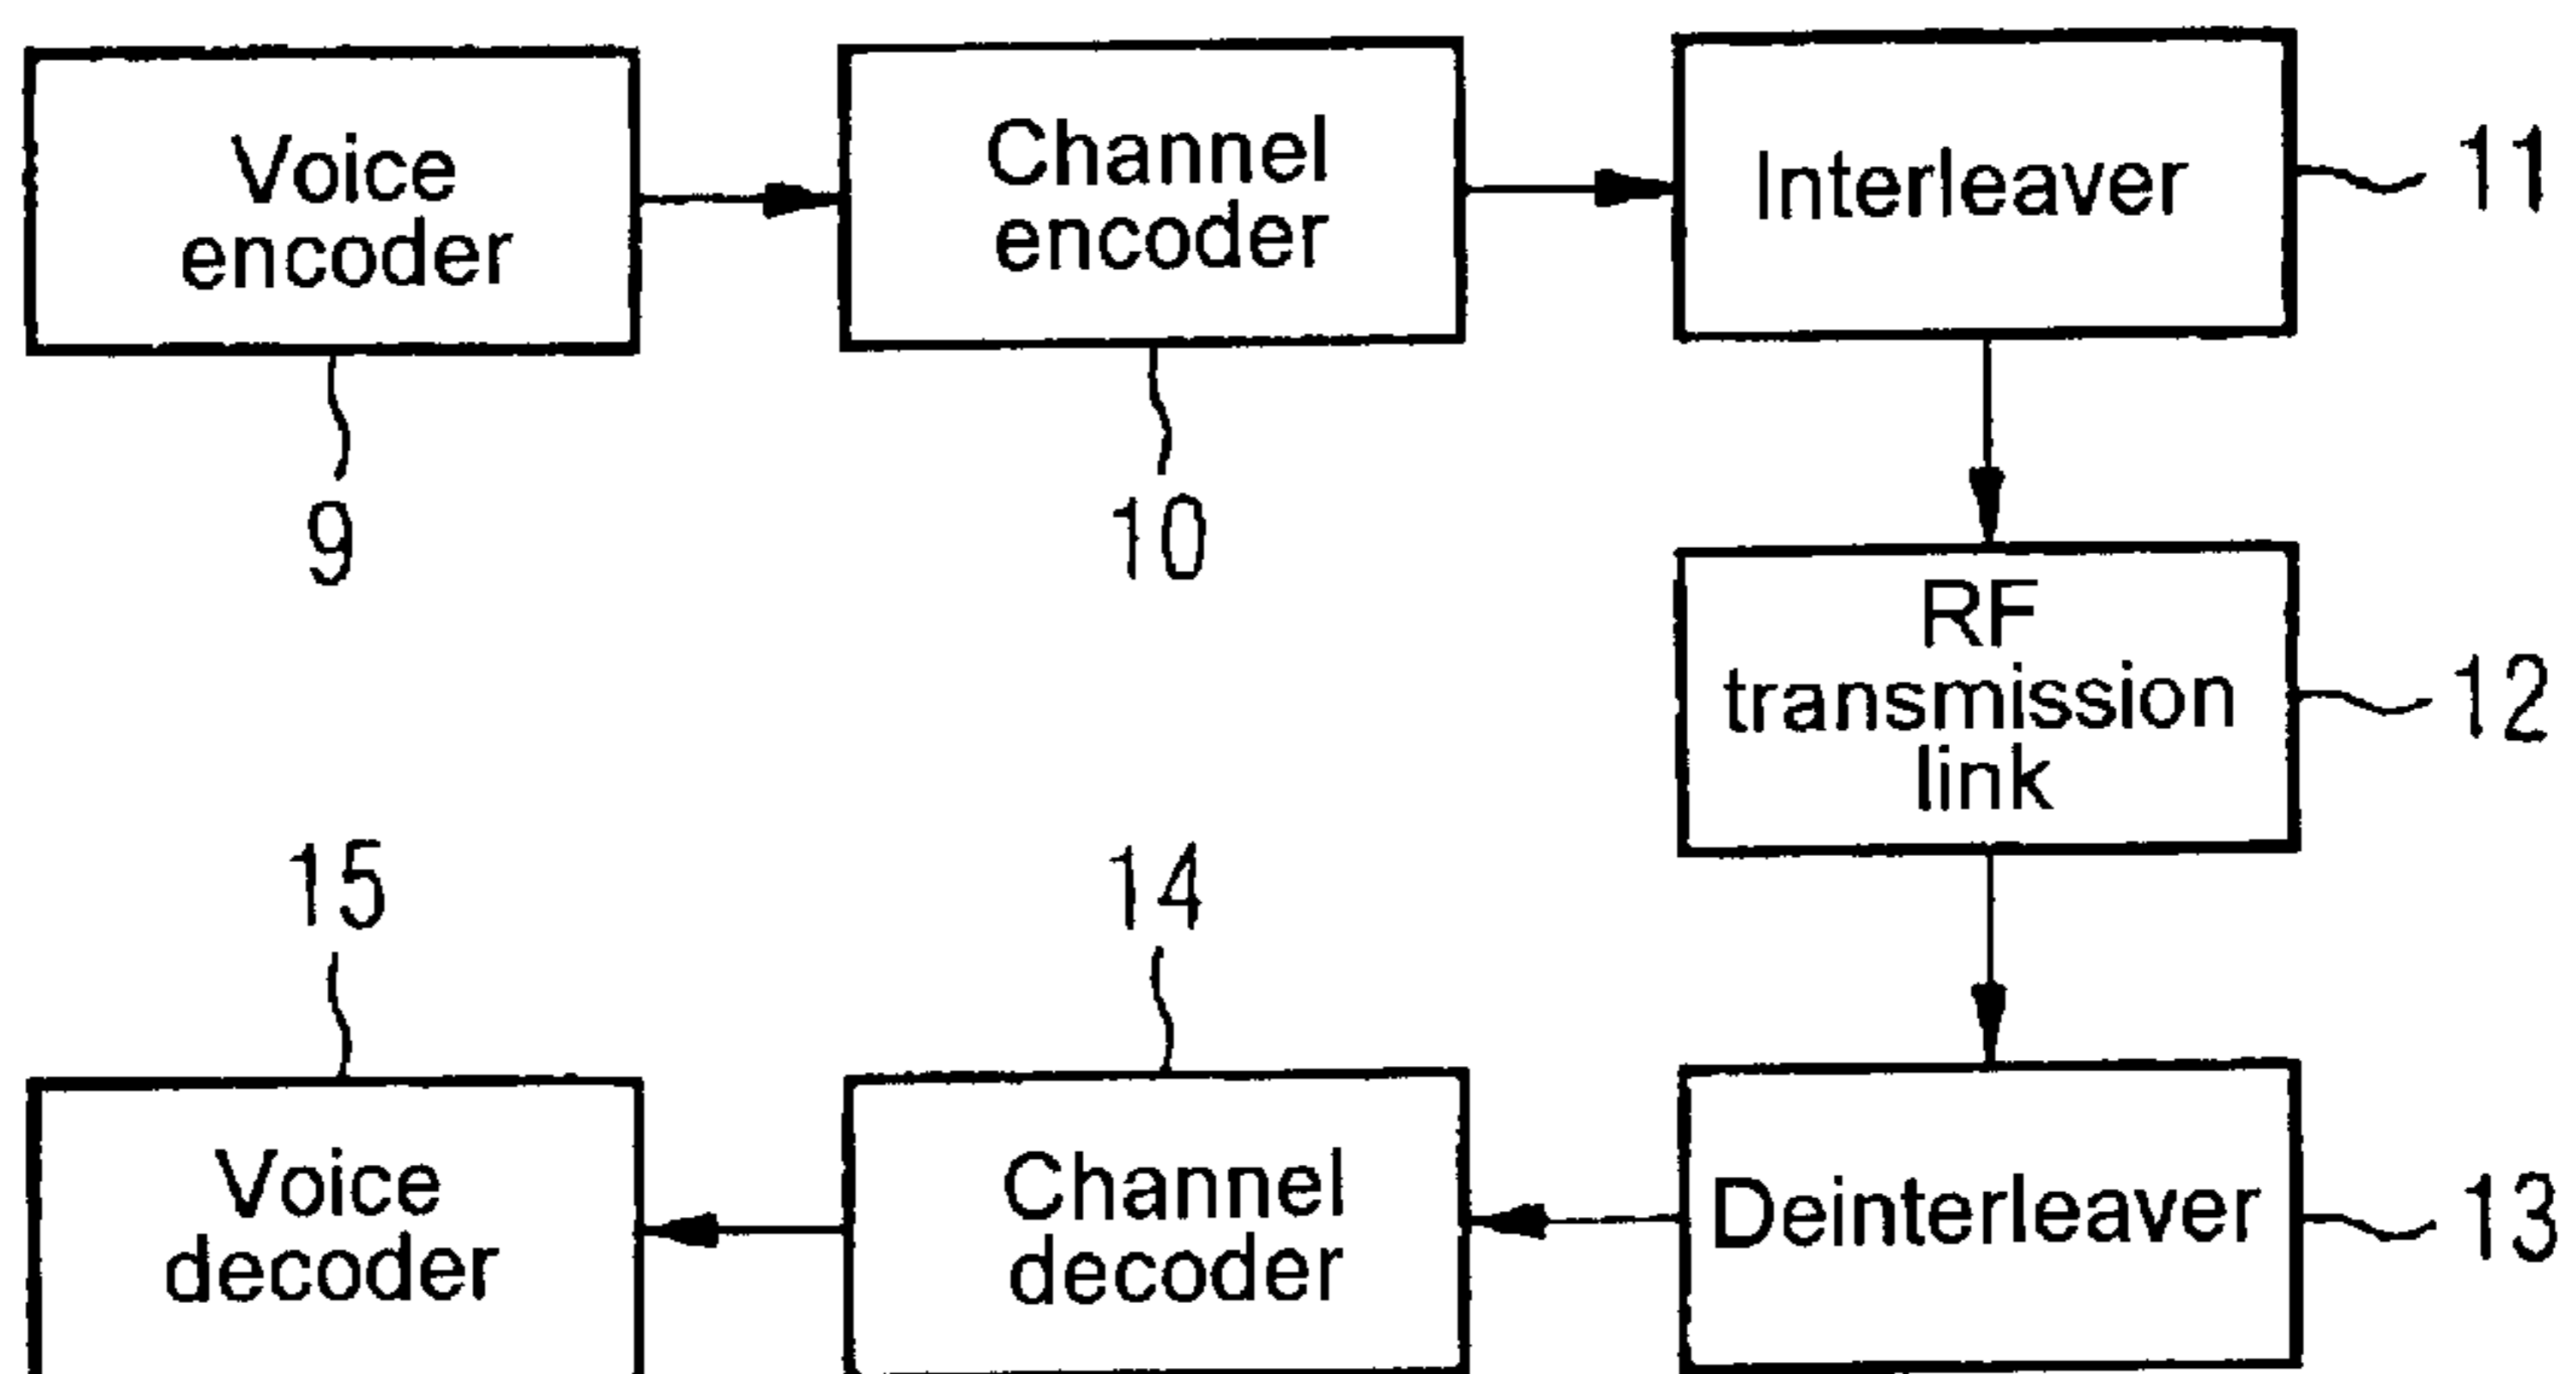 Voice
encoder
9
Channel
encoder
10
Interleaver
11
RF
transmission
link
12
Deinterleaver
13
Channel
decoder
14
Voice
decoder
15